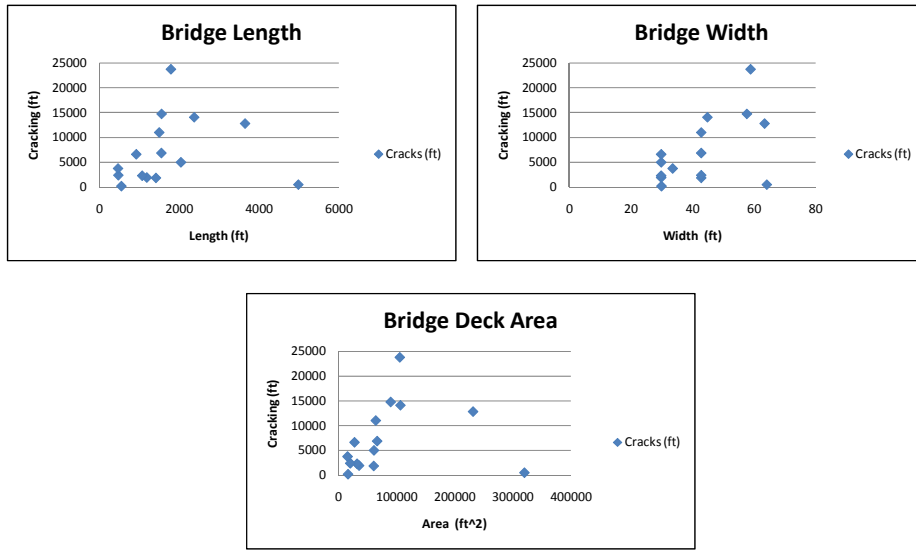 Bridge Length
25000
20000
15000
10000
5000
0
Cracking (ft)
0 2000 4000 6000
Length (ft)
Cracks (ft)
Bridge Width
25000
20000
15000
10000
5000
0
Cracking (ft)
0 20 40 60 80
Width (ft)
Cracks (ft)
Bridge Deck Area
25000
20000
15000
10000
5000
0
Cracking (ft)
0 100000 200000 300000 400000
Area (ft^2)
Cracks (ft)